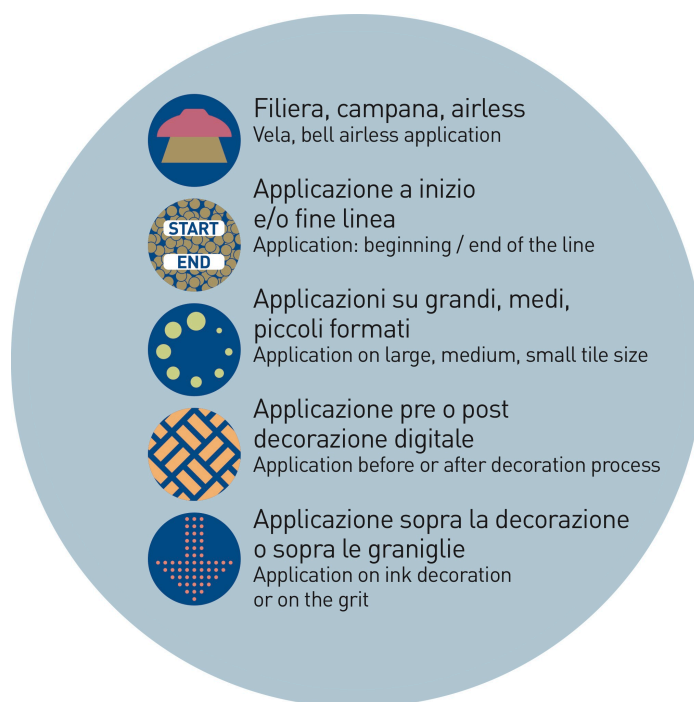 Filiera, campana, airless
Vela, bell airless application
START
END
Applicazione a inizio
e/o fine linea
Application: beginning / end of the line
Applicazioni su grandi, medi,
piccoli formati
Application on large, medium, small tile size
Applicazione pre o post
decorazione digitale
Application before or after decoration process
Applicazione sopra la decorazione
o sopra le graniglie
Application on ink decoration
or on the grit